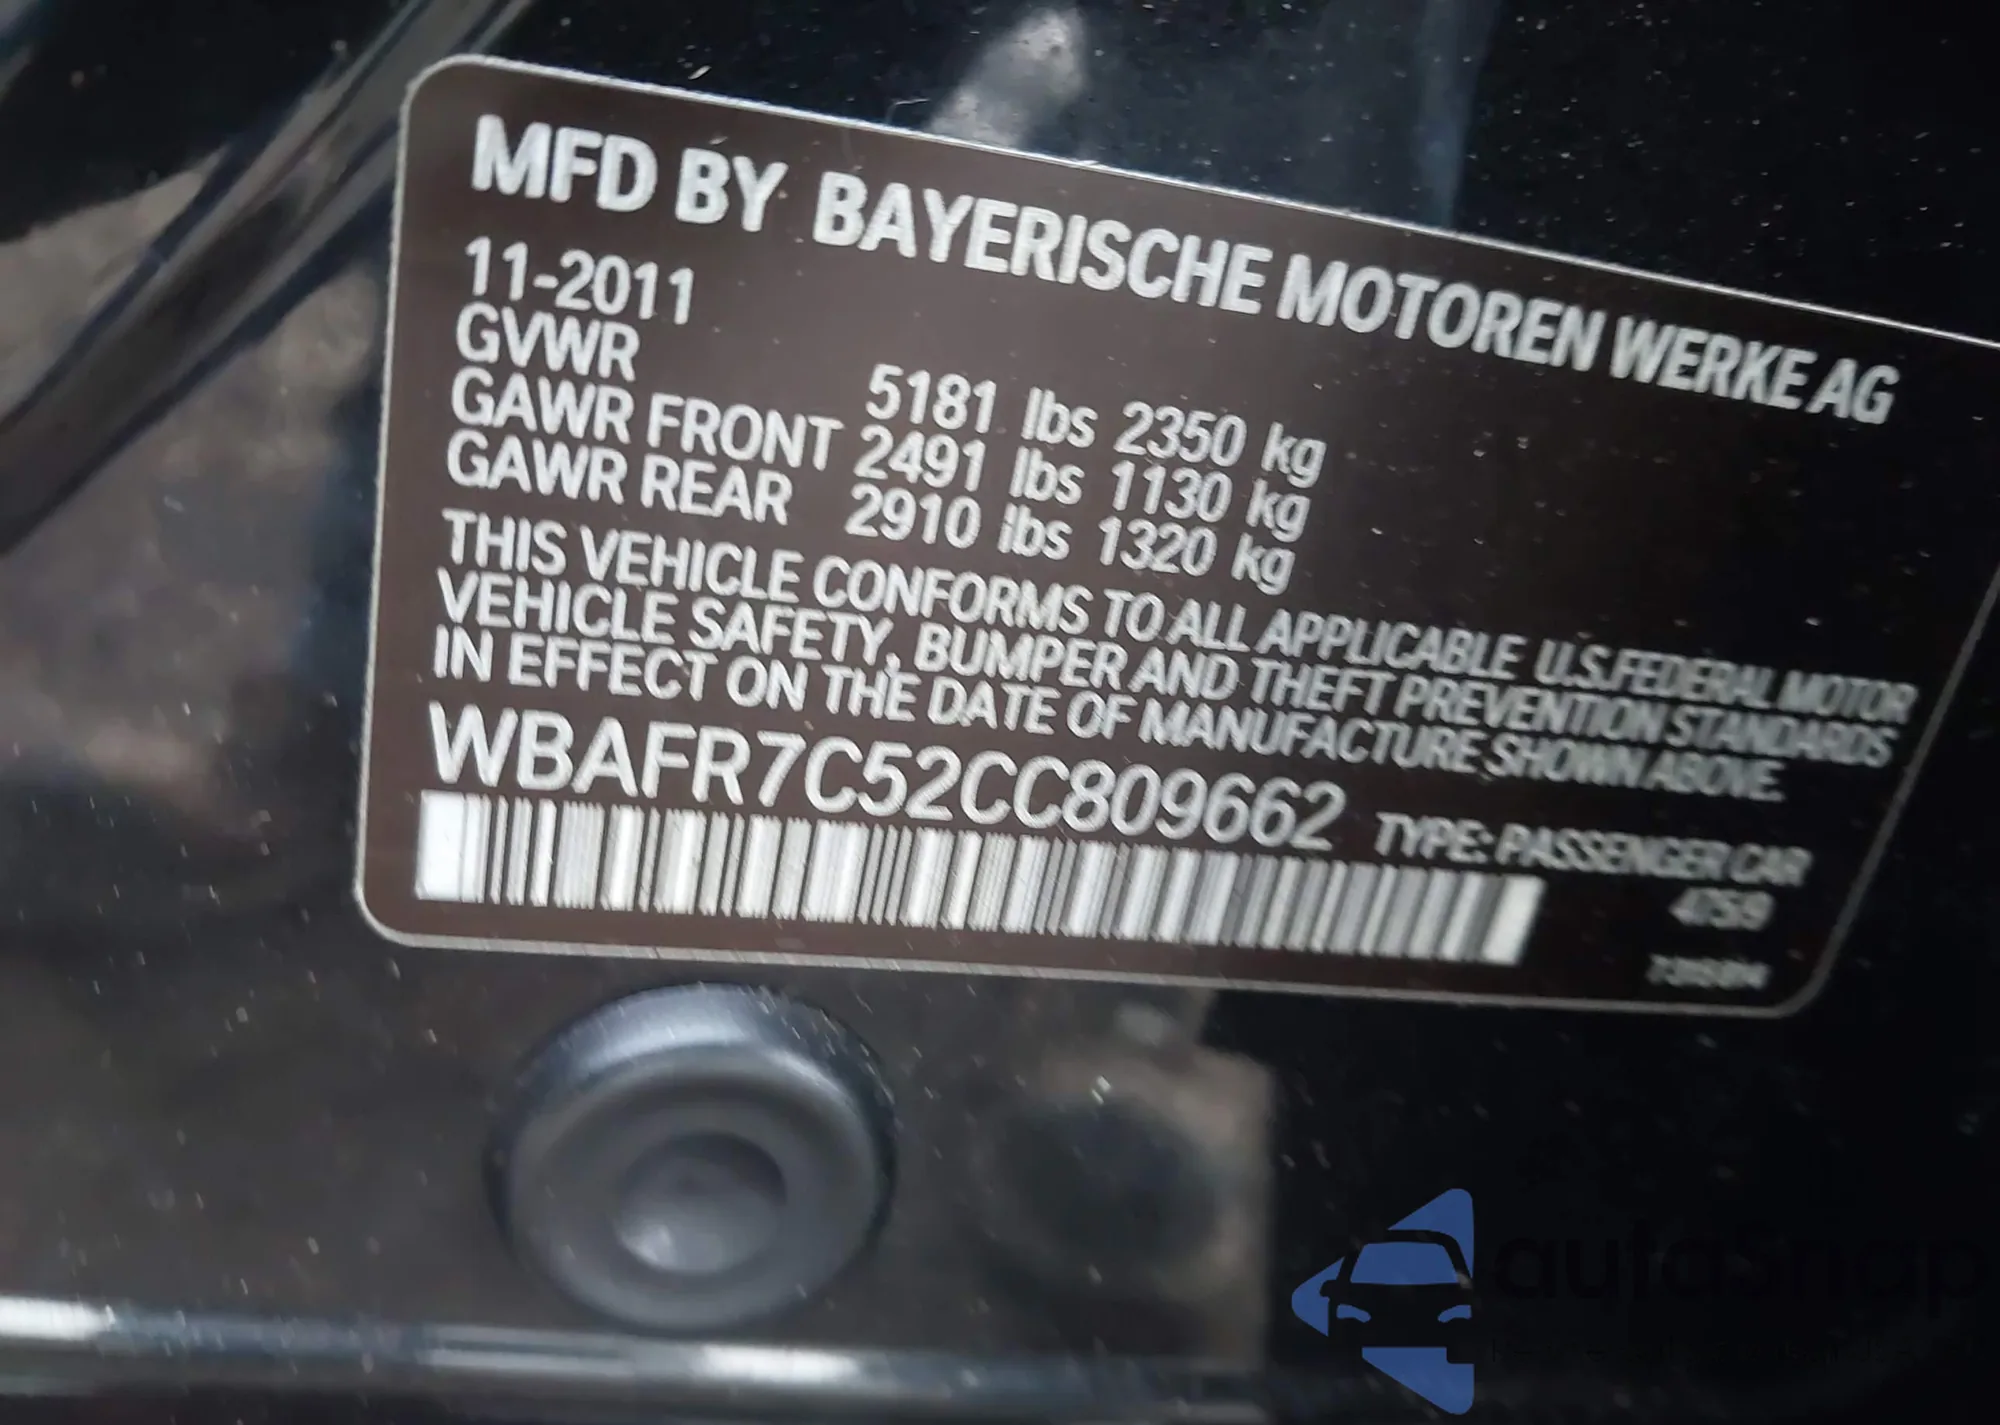 MFD BY BAYERISCHE MOTOREN WERKE AG
11-2011
GVWR 5181 lbs 2350 kg
GAWR FRONT 2491 lbs 1130 kg
GAWR REAR 2910 lbs 1320 kg
THIS VEHICLE CONFORMS TO ALL APPLICABLE U.S.FEDERAL MOTOR
VEHICLE SAFETY, BUMPER AND THEFT PREVENTION STANDARDS
IN EFFECT ON THE DATE OF MANUFACTURE SHOWN ABOVE.
WBAFR7C52CC809662 TYPE: PASSENGER CAR
4759